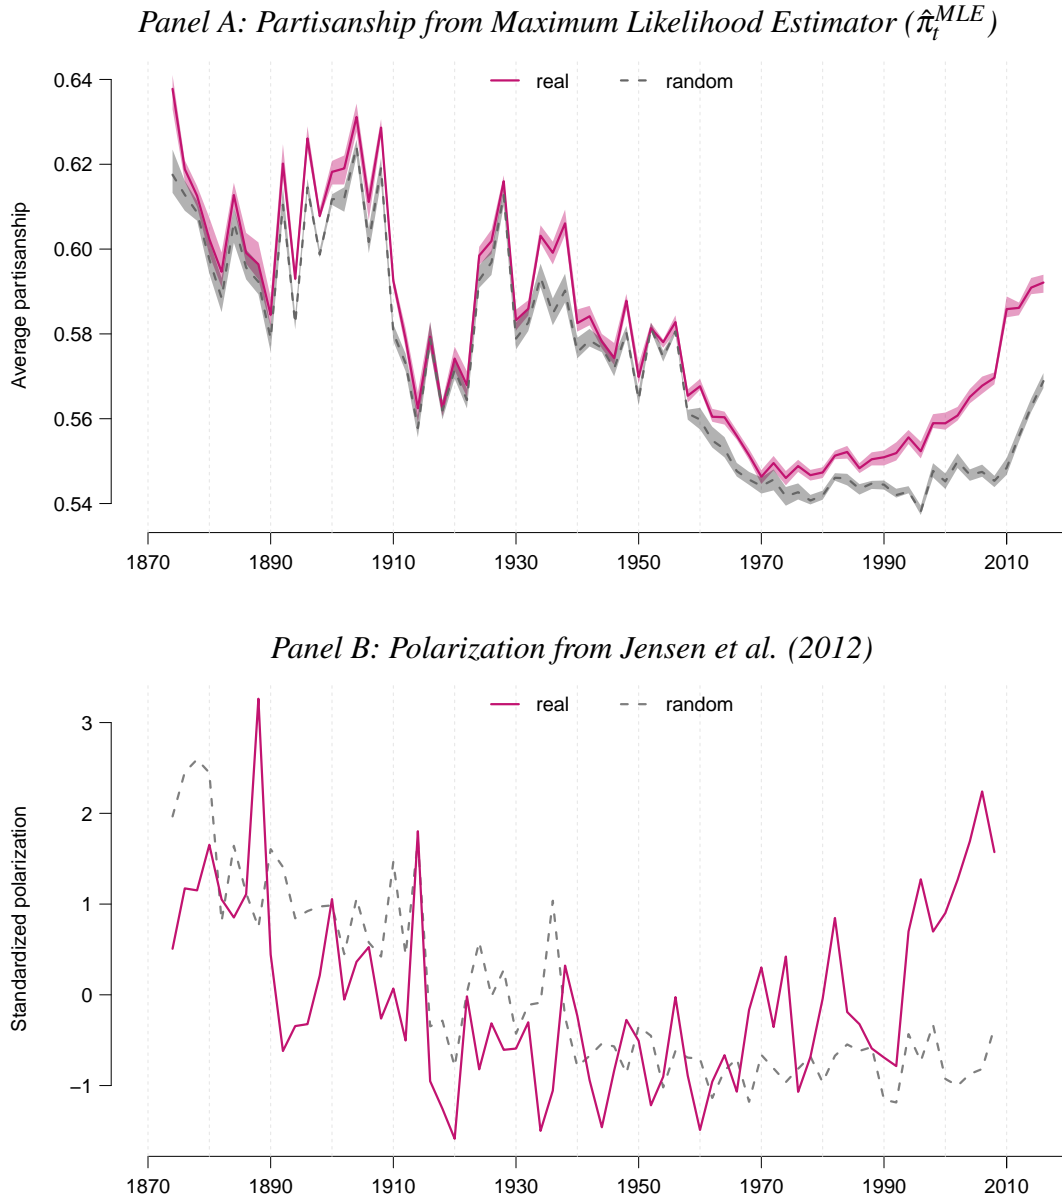 Panel A: Partisanship from Maximum Likelihood Estimator (π̂ₜᴹᴸᴱ)
real random
Average partisanship
0.64
0.62
0.60
0.58
0.56
0.54
1870 1890 1910 1930 1950 1970 1990 2010
Panel B: Polarization from Jensen et al. (2012)
real random
Standardized polarization
3
2
1
0
−1
1870 1890 1910 1930 1950 1970 1990 2010